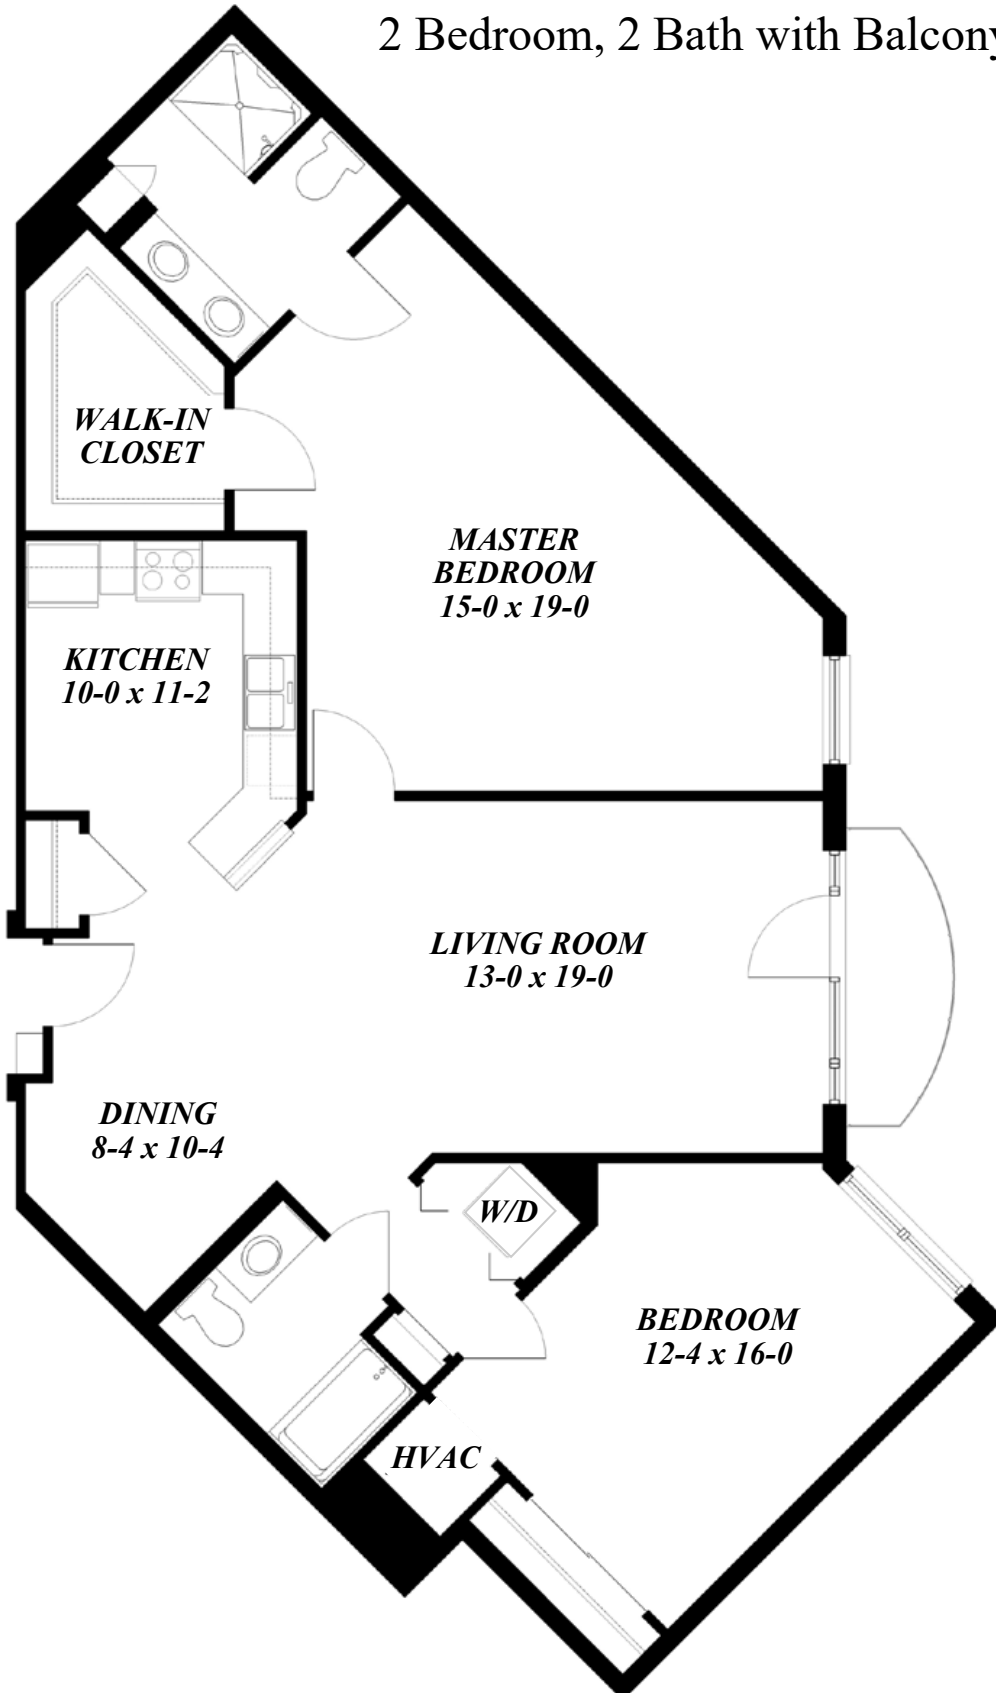 2 Bedroom, 2 Bath with Balcony
WALK-IN
CLOSET
MASTER
BEDROOM
15-0 x 19-0
KITCHEN
10-0 x 11-2
LIVING ROOM
13-0 x 19-0
DINING
8-4 x 10-4
W/D
BEDROOM
12-4 x 16-0
HVAC